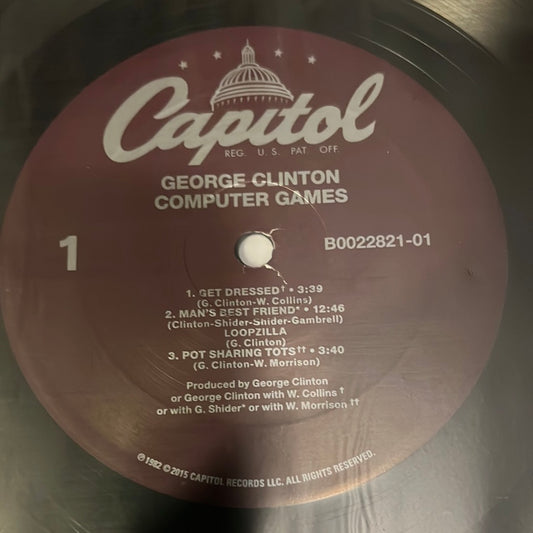 Capitol
REG. U.S. PAT OFF.
GEORGE CLINTON
COMPUTER GAMES
1
B0022821-01
1. GET DRESSED† • 3:39
(G. Clinton-W. Collins)
2. MAN'S BEST FRIEND* • 12:46
(Clinton-Shider-Shider-Gambrell)
LOOPZILLA
(G. Clinton)
3. POT SHARING TOTS†† • 3:40
(G. Clinton-W. Morrison)
Produced by George Clinton
or George Clinton with W. Collins †
or with G. Shider* or with W. Morrison ††
℗ 1982 © 2015 CAPITOL RECORDS LLC. ALL RIGHTS RESERVED.